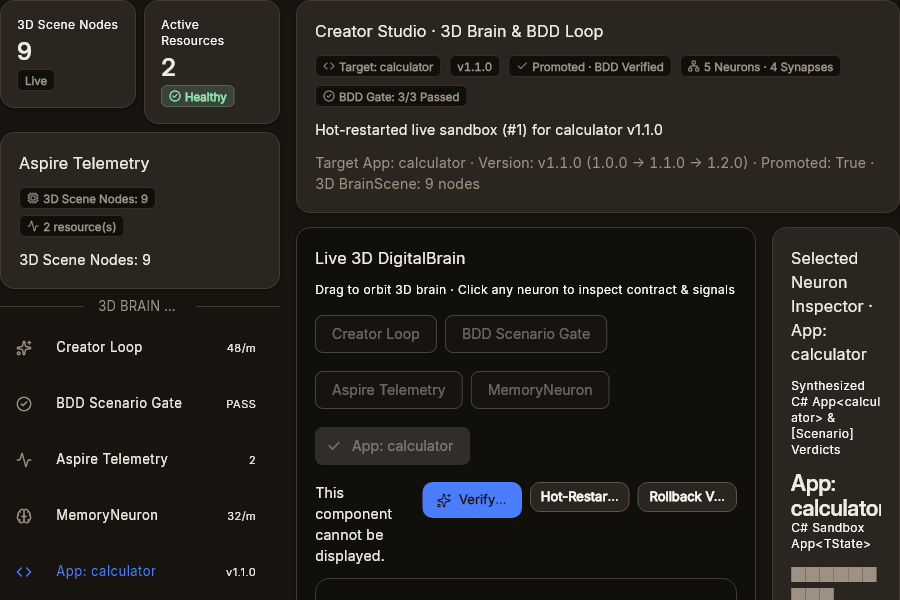 3D Scene Nodes
9
Live
Active
Resources
2
Healthy
Aspire Telemetry
3D Scene Nodes: 9
2 resource(s)
3D Scene Nodes: 9
3D BRAIN ...
Creator Loop 48/m
BDD Scenario Gate PASS
Aspire Telemetry 2
MemoryNeuron 32/m
App: calculator v1.1.0
Creator Studio · 3D Brain & BDD Loop
Target: calculator v1.1.0 Promoted · BDD Verified 5 Neurons · 4 Synapses
BDD Gate: 3/3 Passed
Hot-restarted live sandbox (#1) for calculator v1.1.0
Target App: calculator · Version: v1.1.0 (1.0.0 → 1.1.0 → 1.2.0) · Promoted: True ·
3D BrainScene: 9 nodes
Live 3D DigitalBrain
Drag to orbit 3D brain · Click any neuron to inspect contract & signals
Creator Loop BDD Scenario Gate
Aspire Telemetry MemoryNeuron
App: calculator
This
component
cannot be
displayed.
Verify... Hot-Restar... Rollback V...
Selected
Neuron
Inspector ·
App:
calculator
Synthesized
C# App<calcul
ator> &
[Scenario]
Verdicts
App:
calculator
C# Sandbox
App<TState>